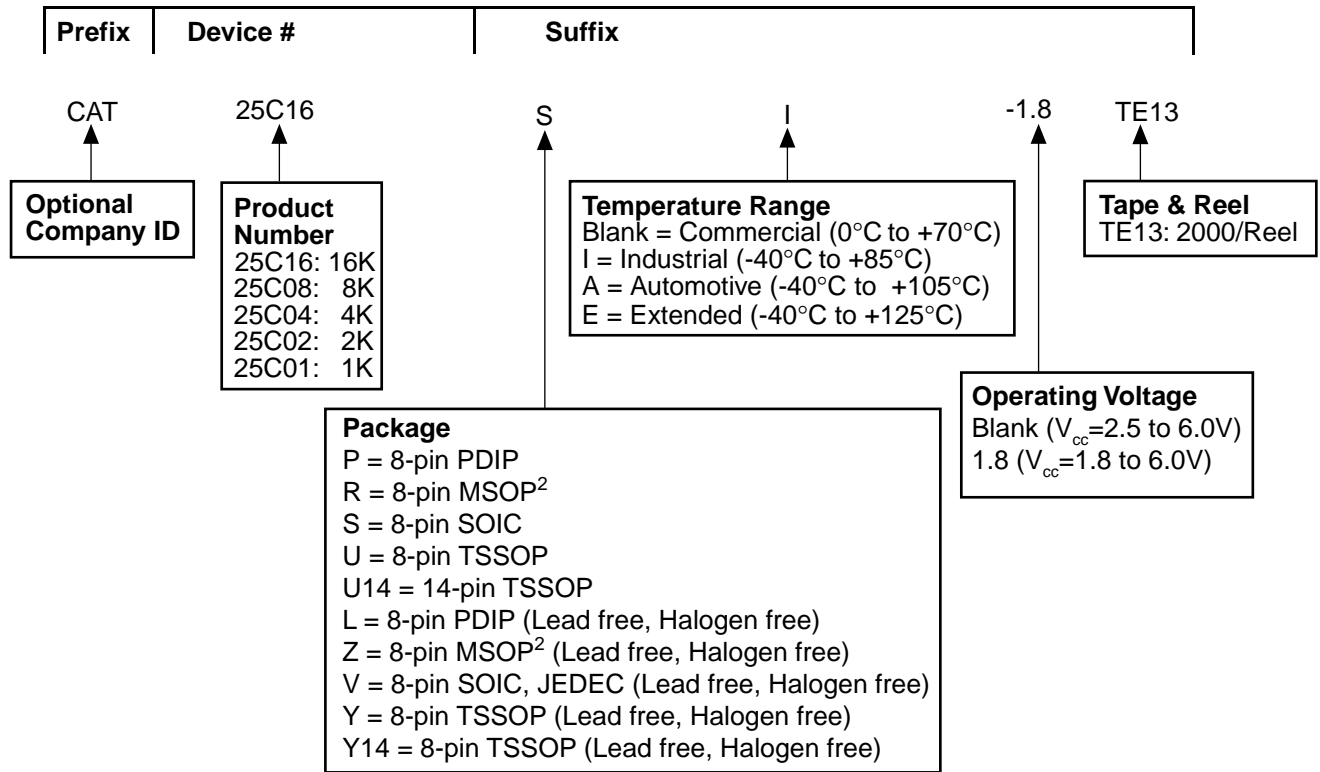 Prefix Device # Suffix
CAT 25C16 S I -1.8 TE13
Optional
Company ID
Product
Number
25C16: 16K
25C08: 8K
25C04: 4K
25C02: 2K
25C01: 1K
Temperature Range
Blank = Commercial (0°C to +70°C)
I = Industrial (-40°C to +85°C)
A = Automotive (-40°C to +105°C)
E = Extended (-40°C to +125°C)
Tape & Reel
TE13: 2000/Reel
Operating Voltage
Blank (Vcc=2.5 to 6.0V)
1.8 (Vcc=1.8 to 6.0V)
Package
P = 8-pin PDIP
R = 8-pin MSOP²
S = 8-pin SOIC
U = 8-pin TSSOP
U14 = 14-pin TSSOP
L = 8-pin PDIP (Lead free, Halogen free)
Z = 8-pin MSOP² (Lead free, Halogen free)
V = 8-pin SOIC, JEDEC (Lead free, Halogen free)
Y = 8-pin TSSOP (Lead free, Halogen free)
Y14 = 8-pin TSSOP (Lead free, Halogen free)